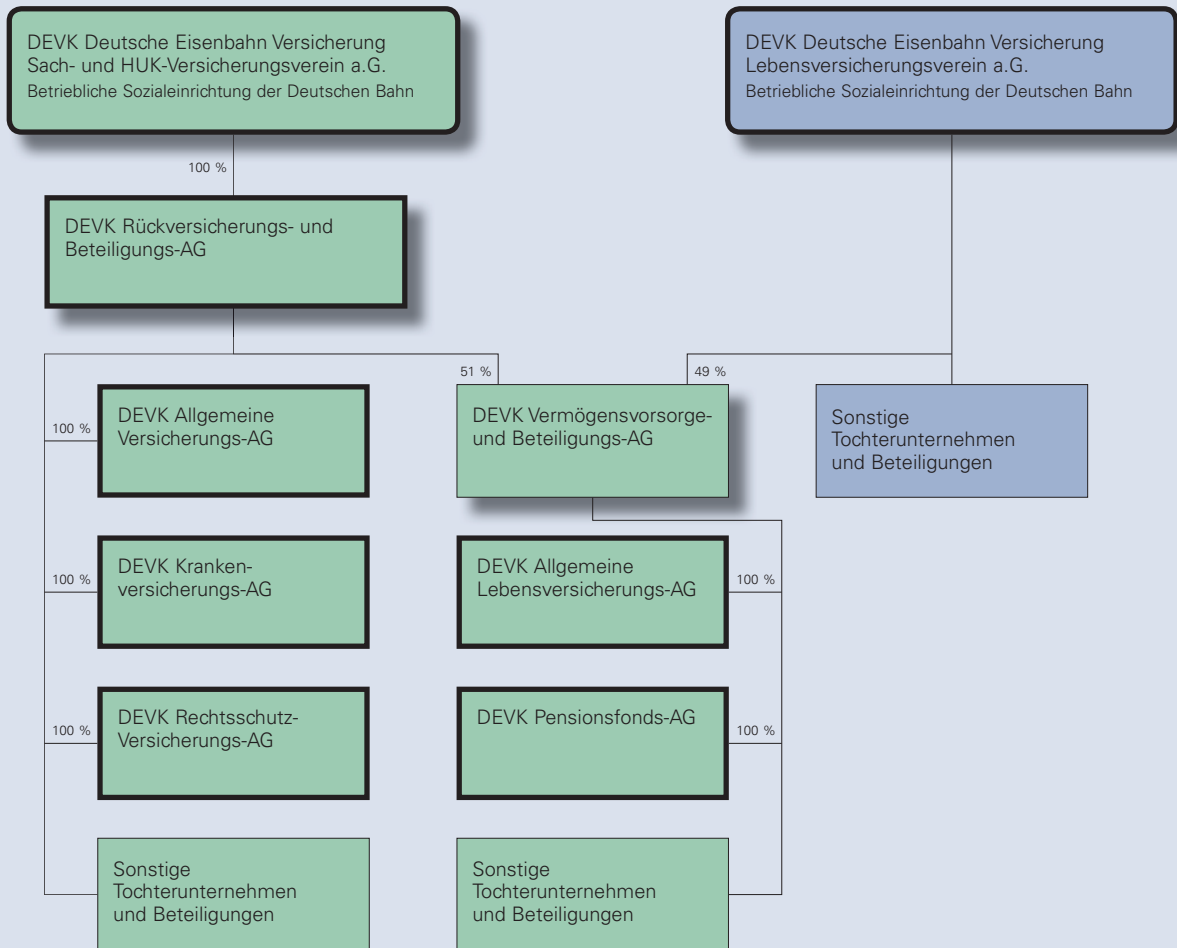 DEVK Deutsche Eisenbahn Versicherung
Sach- und HUK-Versicherungsverein a.G.
Betriebliche Sozialeinrichtung der Deutschen Bahn
DEVK Deutsche Eisenbahn Versicherung
Lebensversicherungsverein a.G.
Betriebliche Sozialeinrichtung der Deutschen Bahn
100 %
DEVK Rückversicherungs- und
Beteiligungs-AG
51 %
49 %
100 %
DEVK Allgemeine
Versicherungs-AG
DEVK Vermögensvorsorge-
und Beteiligungs-AG
Sonstige
Tochterunternehmen
und Beteiligungen
100 %
DEVK Kranken-
versicherungs-AG
DEVK Allgemeine
Lebensversicherungs-AG
100 %
100 %
DEVK Rechtsschutz-
Versicherungs-AG
DEVK Pensionsfonds-AG
100 %
Sonstige
Tochterunternehmen
und Beteiligungen
Sonstige
Tochterunternehmen
und Beteiligungen